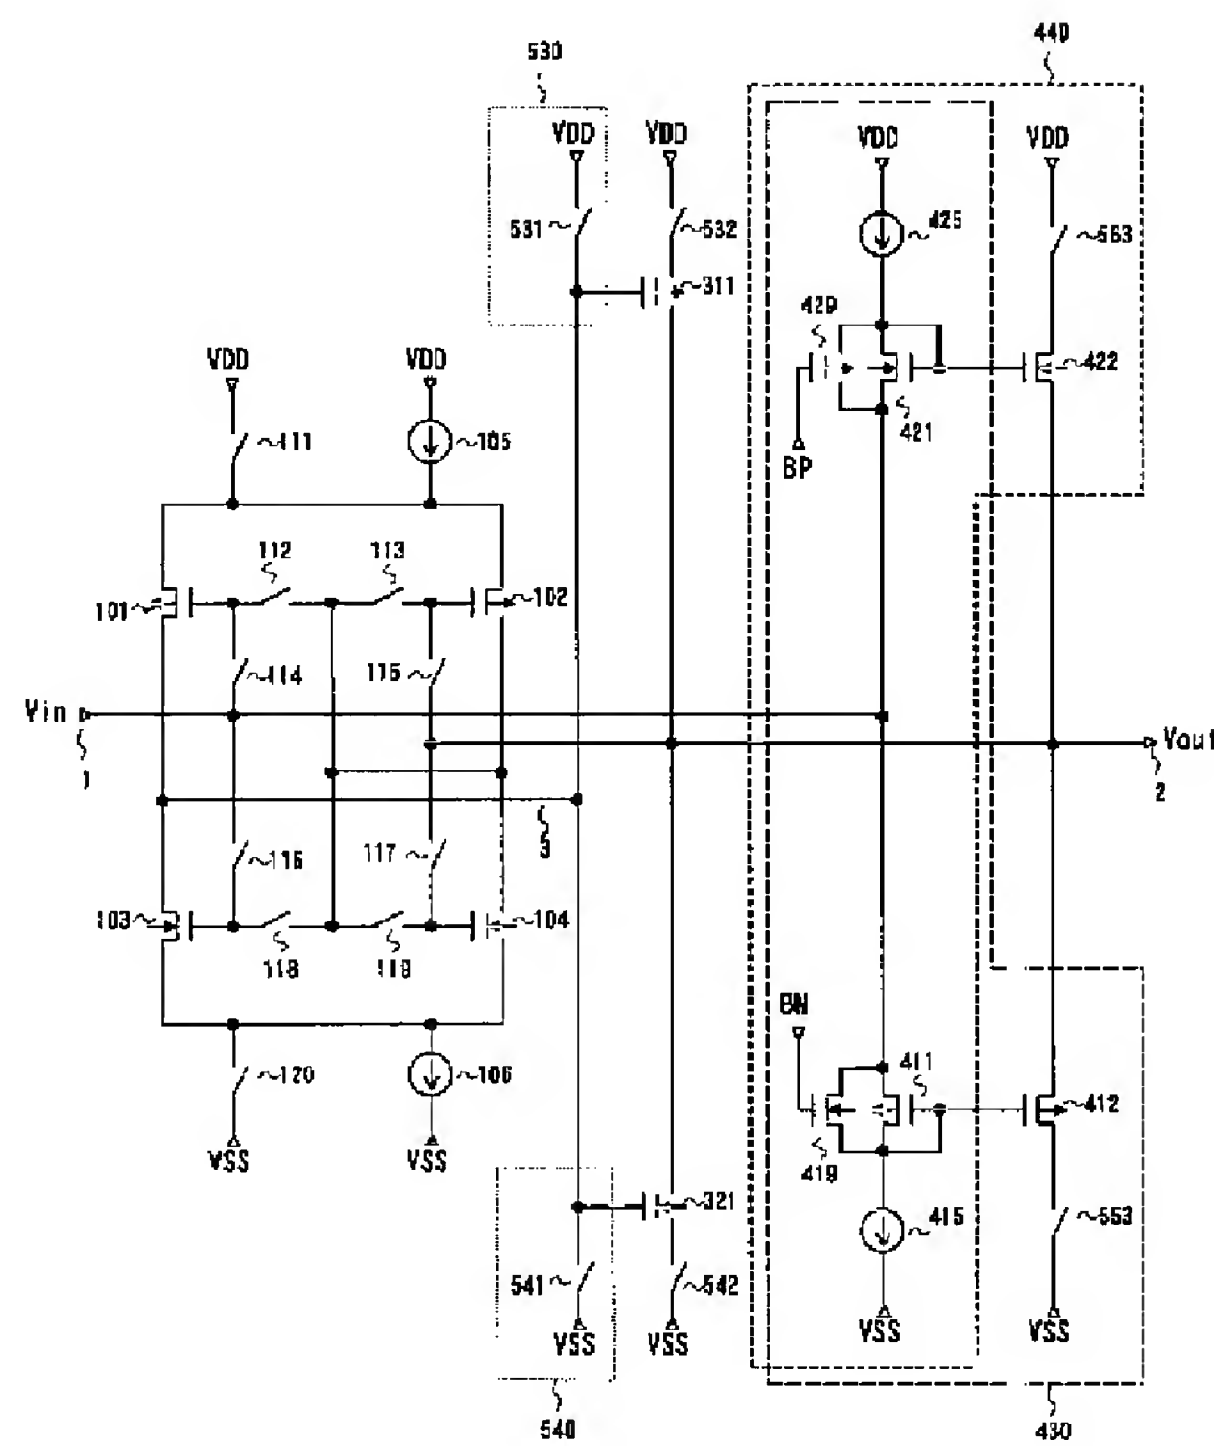 440
530
VDD VDD VDD VDD
531 532 425 563
311
429
VDD VDD 422
421
111 105 BP
112 113
101 102
114 115
Vin Vout
1 2
3
116 117
103 104
118 119
BN
411
120 106 412
VSS VSS 419
321
415 553
541 542
VSS VSS VSS VSS
540 430